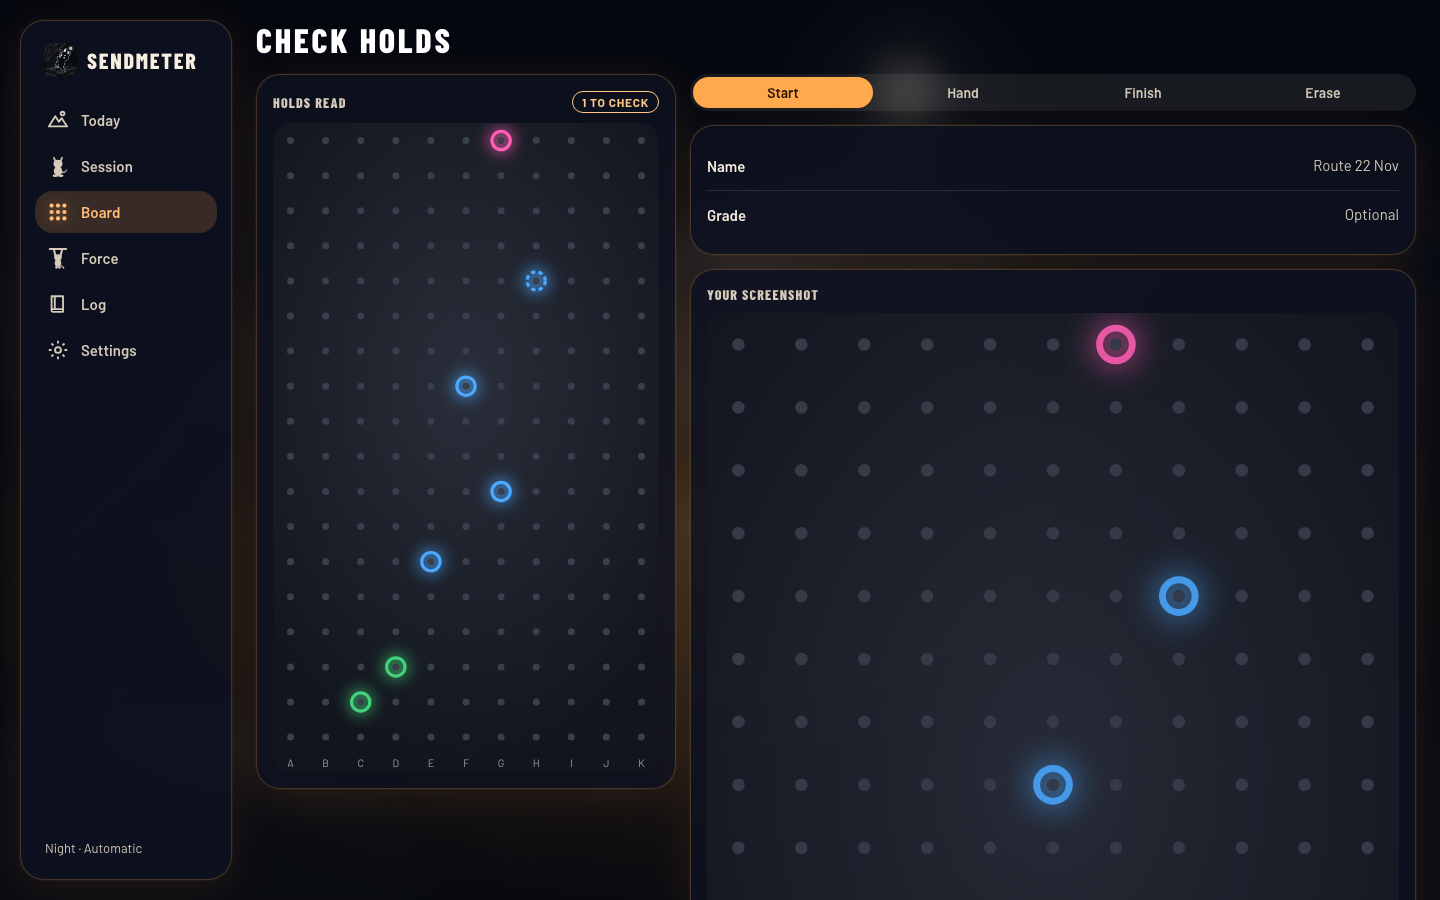 SENDMETER
Today
Session
Board
Force
Log
Settings
Night · Automatic
CHECK HOLDS
HOLDS READ
1 TO CHECK
A B C D E F G H I J K
Start Hand Finish Erase
Name Route 22 Nov
Grade Optional
YOUR SCREENSHOT